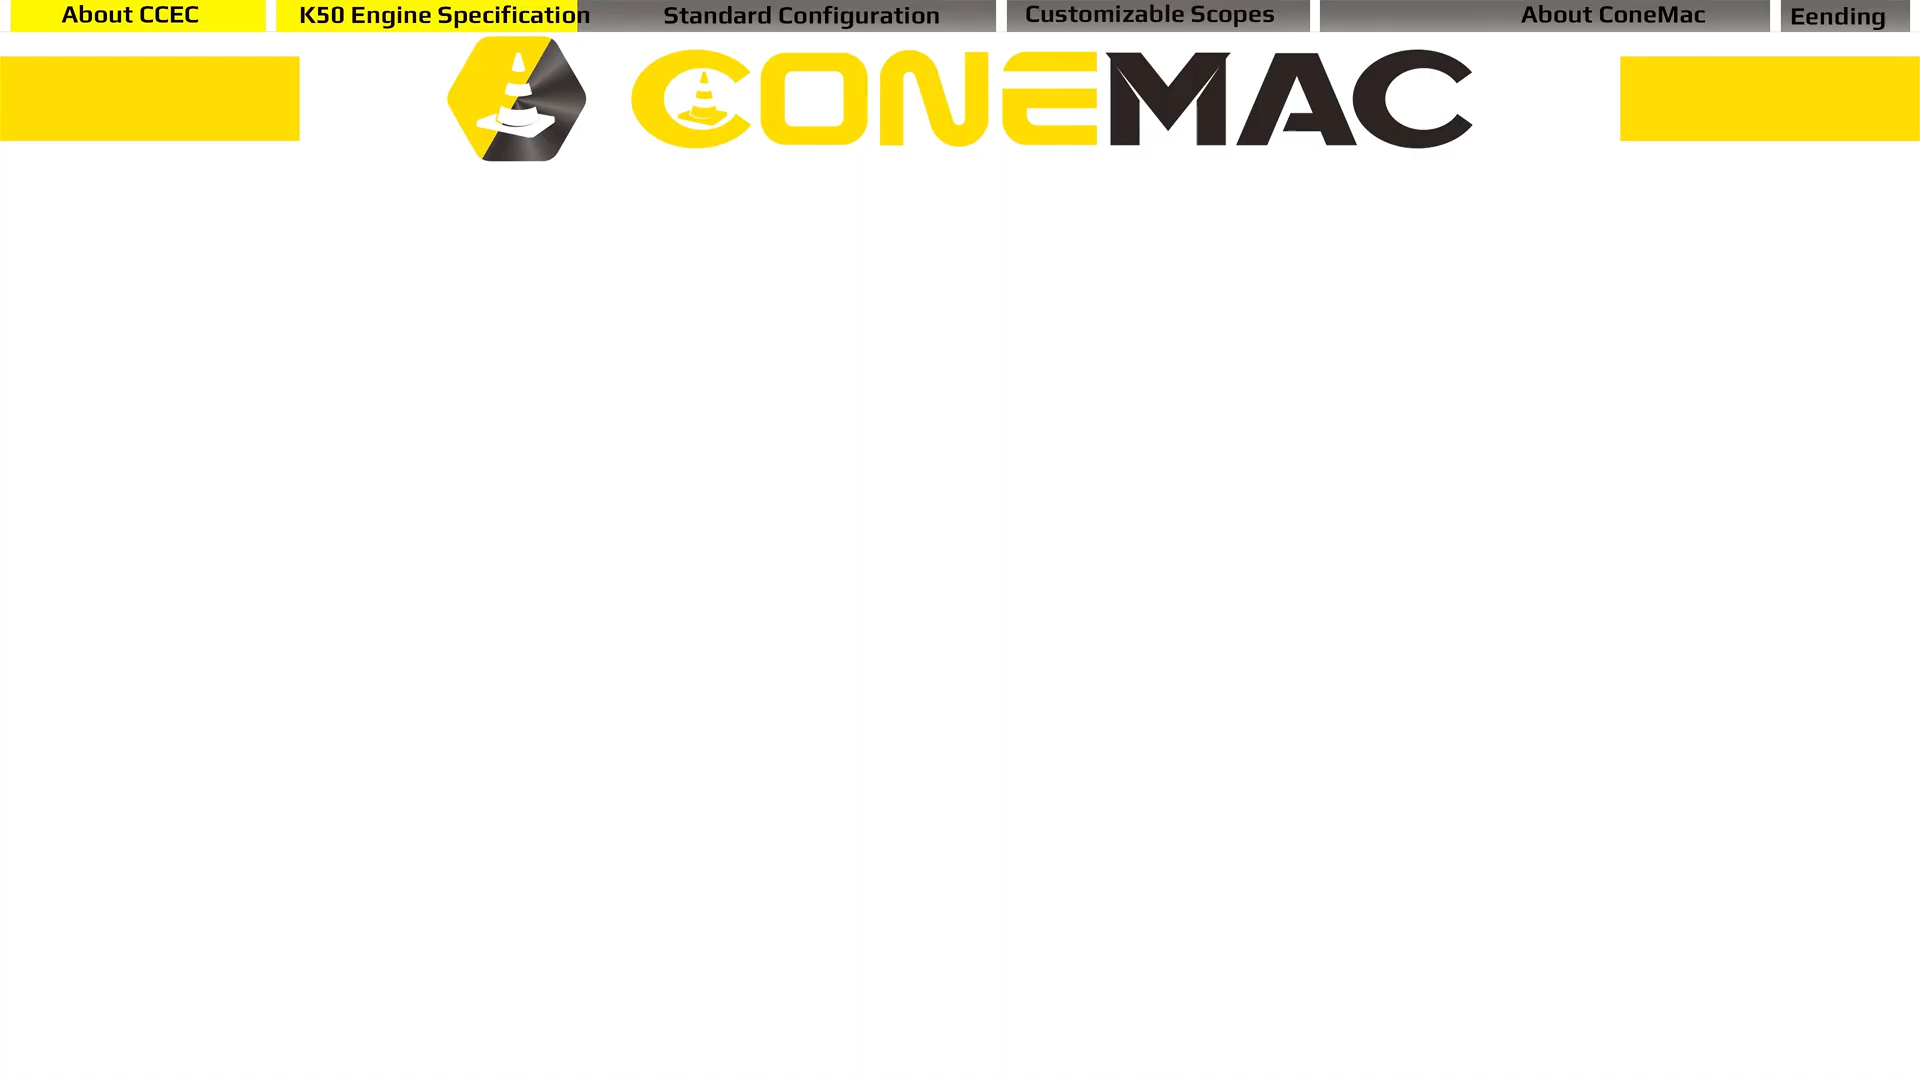 About CCEC
K50 Engine Specification
Standard Configuration
Customizable Scopes
About ConeMac
Eending
CONEMAC